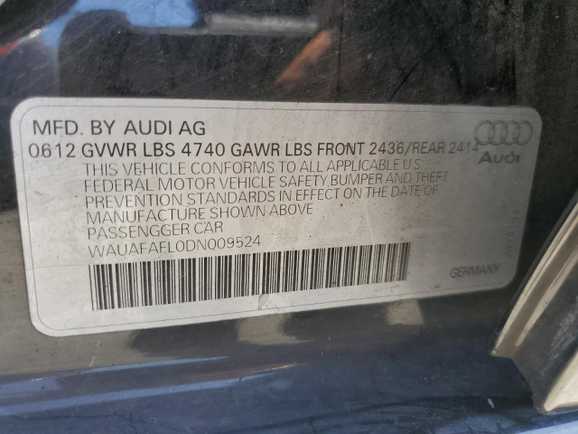 MFD. BY AUDI AG
0612 GVWR LBS 4740 GAWR LBS FRONT 2436/REAR 2414
Audi
THIS VEHICLE CONFORMS TO ALL APPLICABLE U.S.
FEDERAL MOTOR VEHICLE SAFETY BUMPER AND THEFT
PREVENTION STANDARDS IN EFFECT ON THE DATE OF
MANUFACTURE SHOWN ABOVE
PASSENGGER CAR
WAUAFAFL0DN009524
GERMANY